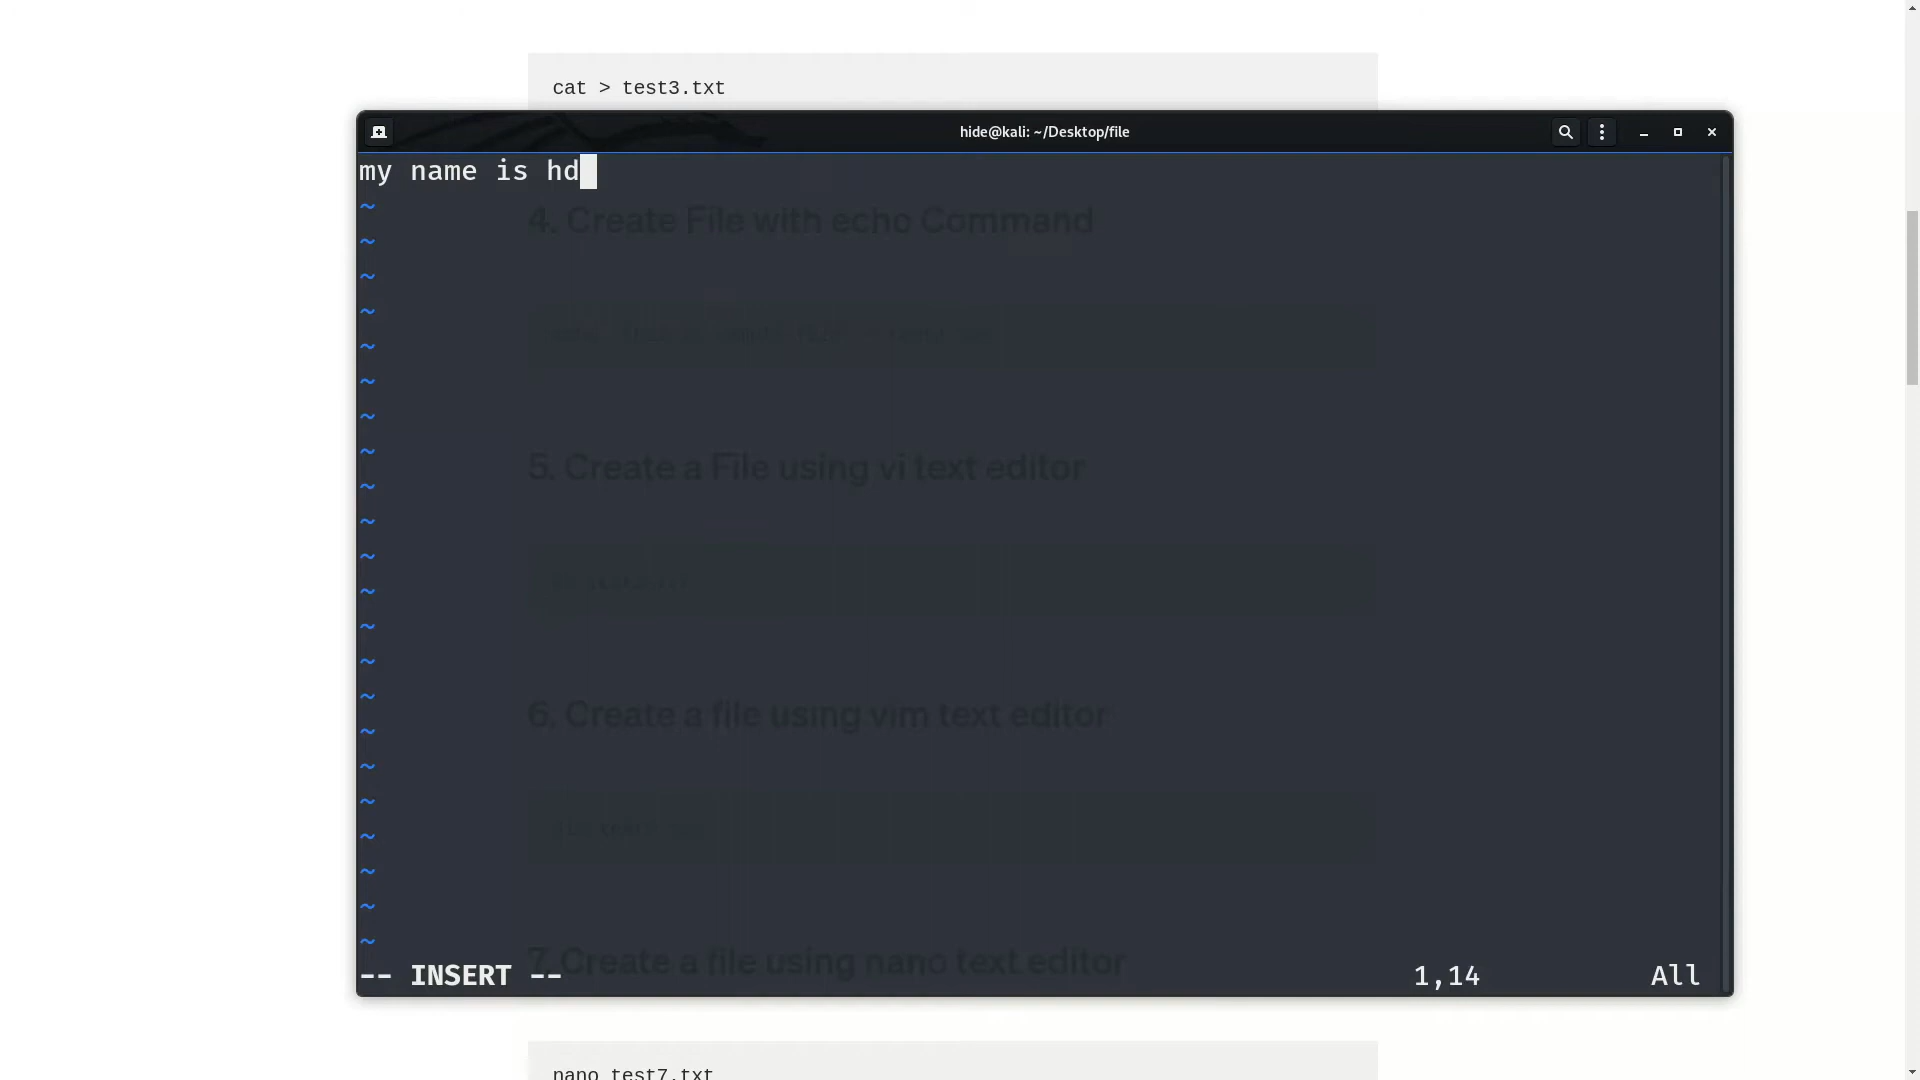 cat > test3.txt
hide@kali: ~/Desktop/file
my name is hd
~
4. Create File with echo Command
~
~
~
~
~
~
~
5. Create a File using vi text editor
~
~
~
~
~
~
~
6. Create a file using vim text editor
~
~
~
~
~
~
~
7. Create a file using nano text editor
-- INSERT -- 1,14 All
nano test7.txt